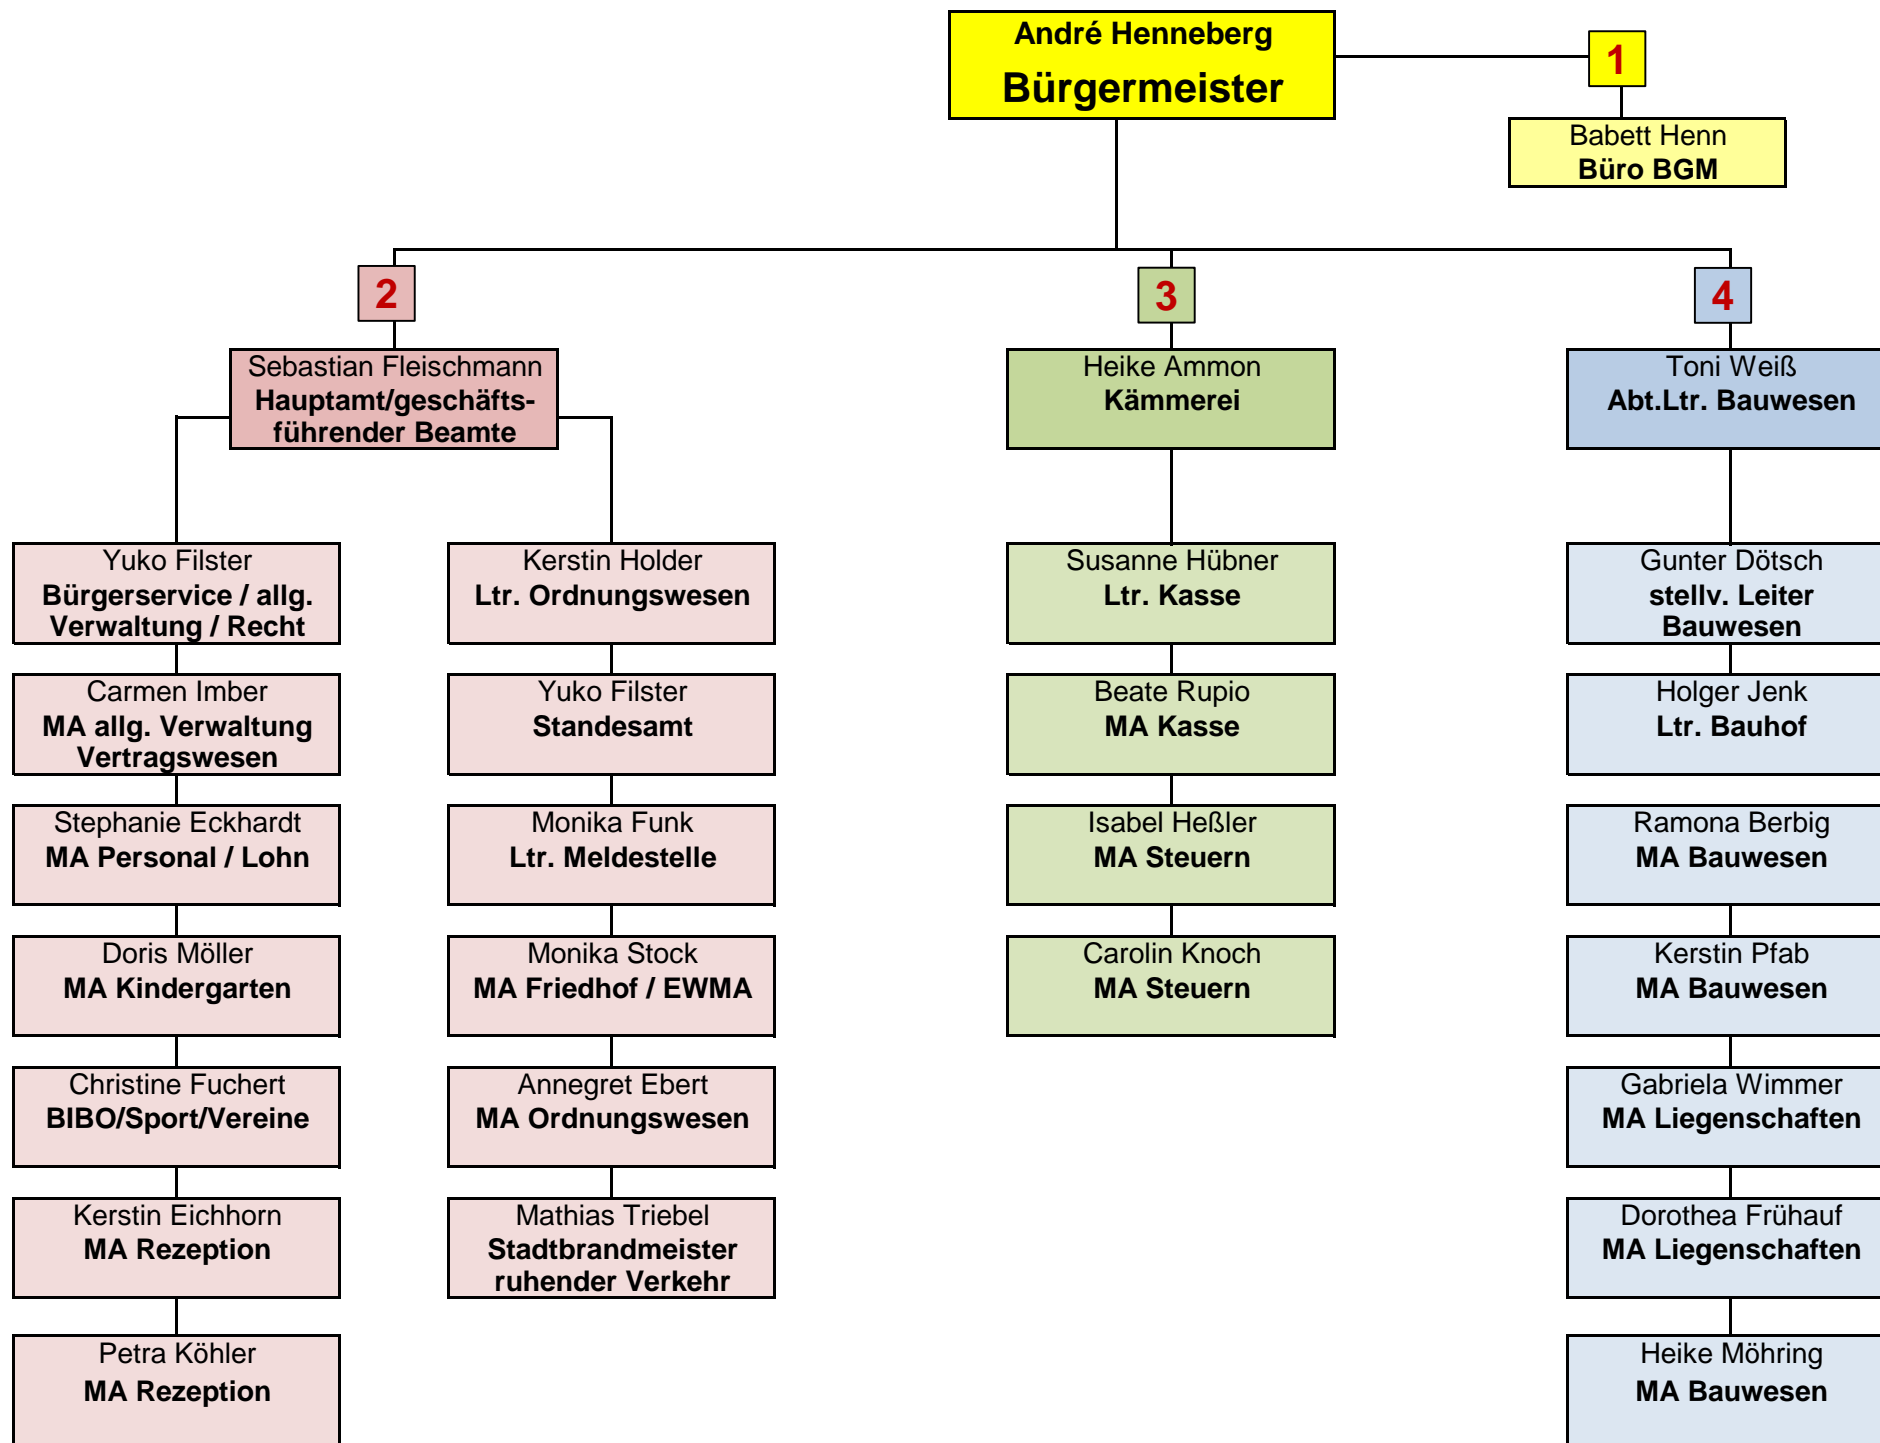 André Henneberg
Bürgermeister
1
Babett Henn
Büro BGM
2
3
4
Sebastian Fleischmann
Hauptamt/geschäfts-
führender Beamte
Heike Ammon
Kämmerei
Toni Weiß
Abt.Ltr. Bauwesen
Yuko Filster
Bürgerservice / allg.
Verwaltung / Recht
Carmen Imber
MA allg. Verwaltung
Vertragswesen
Stephanie Eckhardt
MA Personal / Lohn
Doris Möller
MA Kindergarten
Christine Fuchert
BIBO/Sport/Vereine
Kerstin Eichhorn
MA Rezeption
Petra Köhler
MA Rezeption
Kerstin Holder
Ltr. Ordnungswesen
Yuko Filster
Standesamt
Monika Funk
Ltr. Meldestelle
Monika Stock
MA Friedhof / EWMA
Annegret Ebert
MA Ordnungswesen
Mathias Triebel
Stadtbrandmeister
ruhender Verkehr
Susanne Hübner
Ltr. Kasse
Beate Rupio
MA Kasse
Isabel Heßler
MA Steuern
Carolin Knoch
MA Steuern
Gunter Dötsch
stellv. Leiter
Bauwesen
Holger Jenk
Ltr. Bauhof
Ramona Berbig
MA Bauwesen
Kerstin Pfab
MA Bauwesen
Gabriela Wimmer
MA Liegenschaften
Dorothea Frühauf
MA Liegenschaften
Heike Möhring
MA Bauwesen